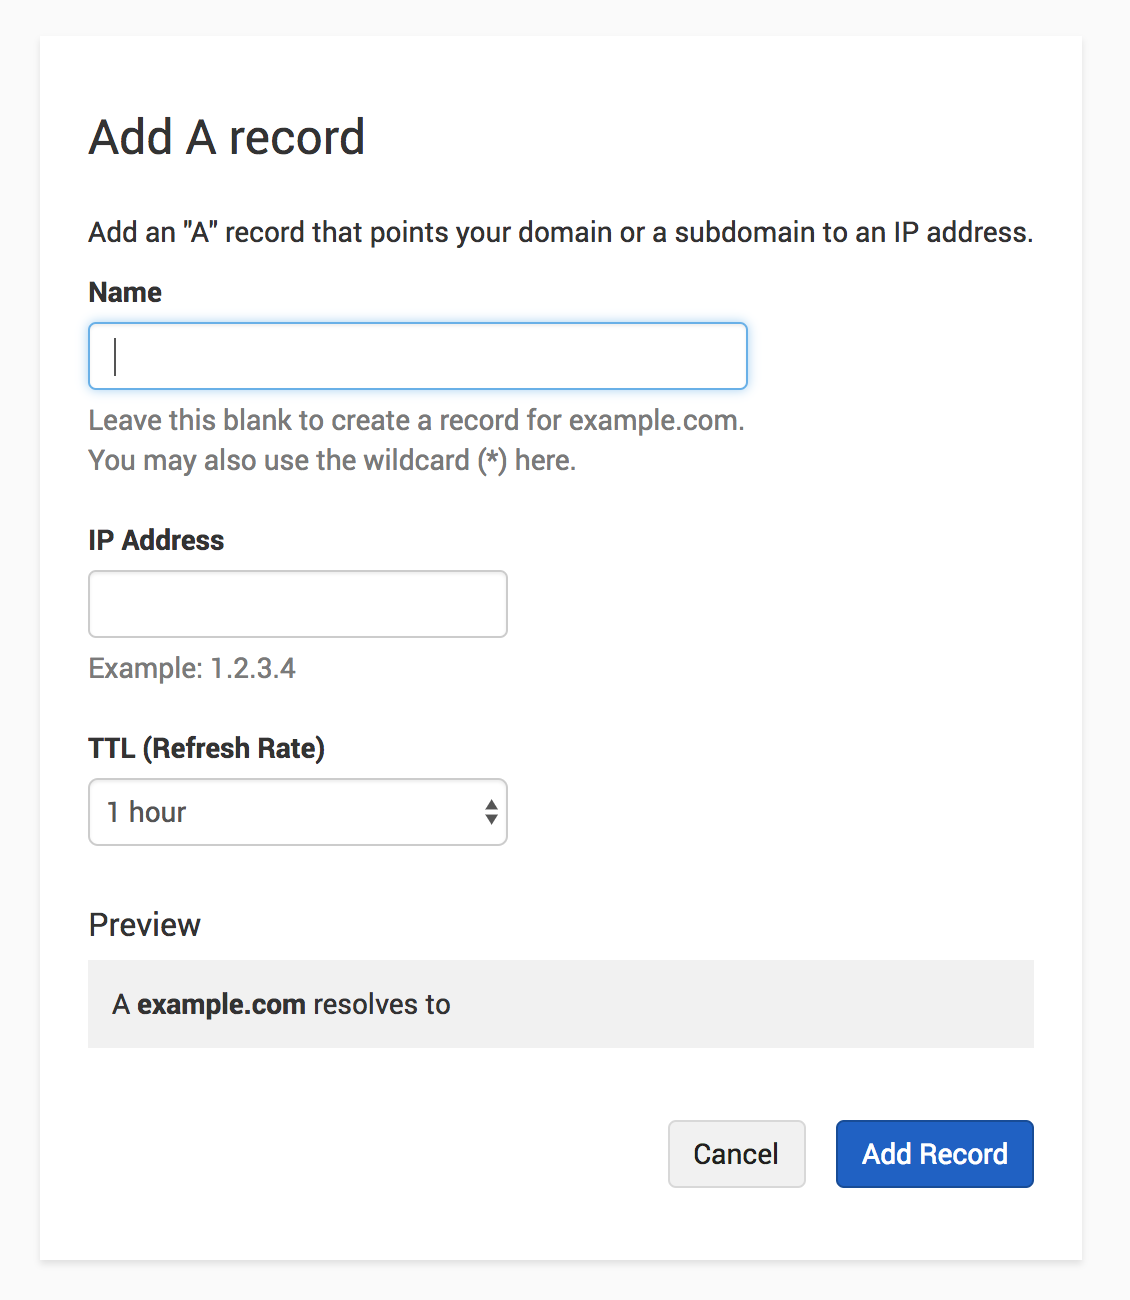 Add A record
Add an "A" record that points your domain or a subdomain to an IP address.
Name
Leave this blank to create a record for example.com.
You may also use the wildcard (*) here.
IP Address
Example: 1.2.3.4
TTL (Refresh Rate)
1 hour
Preview
A example.com resolves to
Cancel
Add Record